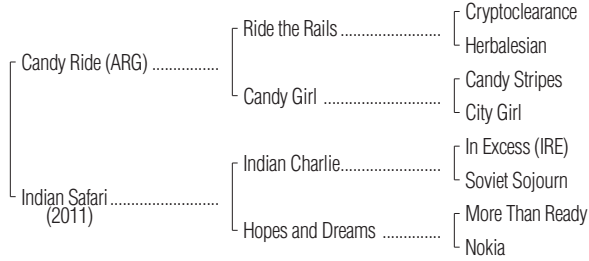 Cryptoclearance
Ride the Rails .......................
Herbalesian
Candy Ride (ARG) ................
Candy Stripes
Candy Girl ...........................
City Girl
In Excess (IRE)
Indian Charlie.......................
Soviet Sojourn
Indian Safari ..........................
(2011)
More Than Ready
Hopes and Dreams ..............
Nokia